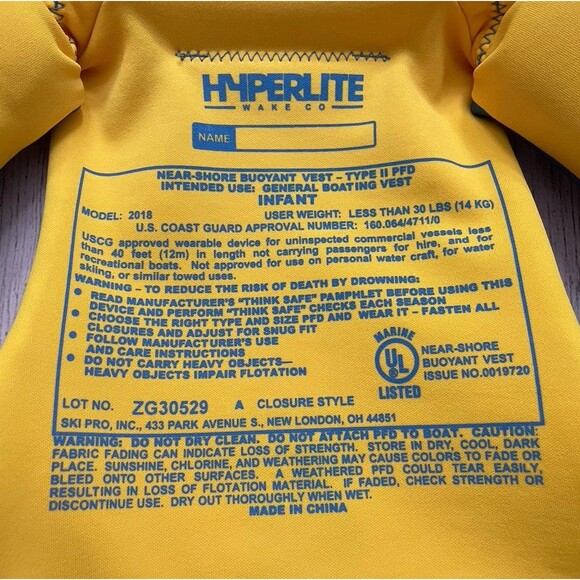 HYPERLITE
WAKE CO
NAME
NEAR-SHORE BUOYANT VEST – TYPE II PFD
INTENDED USE: GENERAL BOATING VEST
INFANT
MODEL: 2018 USER WEIGHT: LESS THAN 30 LBS (14 KG)
U.S. COAST GUARD APPROVAL NUMBER: 160.064/4711/0
USCG approved wearable device for uninspected commercial vessels less
than 40 feet (12m) in length not carrying passengers for hire, and for
recreational boats. Not approved for use on personal water craft, for water
skiing, or similar towed uses.
WARNING – TO REDUCE THE RISK OF DEATH BY DROWNING:
• READ MANUFACTURER'S "THINK SAFE" PAMPHLET BEFORE USING THIS
DEVICE AND PERFORM "THINK SAFE" CHECKS EACH SEASON
• CHOOSE THE RIGHT TYPE AND SIZE PFD AND WEAR IT – FASTEN ALL
CLOSURES AND ADJUST FOR SNUG FIT
• FOLLOW MANUFACTURER'S USE
AND CARE INSTRUCTIONS
• DO NOT CARRY HEAVY OBJECTS—
HEAVY OBJECTS IMPAIR FLOTATION
MARINE
UL
LISTED
NEAR-SHORE
BUOYANT VEST
ISSUE NO.0019720
LOT NO. ZG30529 A CLOSURE STYLE
SKI PRO, INC., 433 PARK AVENUE S., NEW LONDON, OH 44851
WARNING: DO NOT DRY CLEAN. DO NOT ATTACH PFD TO BOAT. CAUTION:
FABRIC FADING CAN INDICATE LOSS OF STRENGTH. STORE IN DRY, COOL, DARK
PLACE. SUNSHINE, CHLORINE, AND WEATHERING MAY CAUSE COLORS TO FADE OR
BLEED ONTO OTHER SURFACES. A WEATHERED PFD COULD TEAR EASILY,
RESULTING IN LOSS OF FLOTATION MATERIAL. IF FADED, CHECK STRENGTH OR
DISCONTINUE USE. DRY OUT THOROUGHLY WHEN WET.
MADE IN CHINA